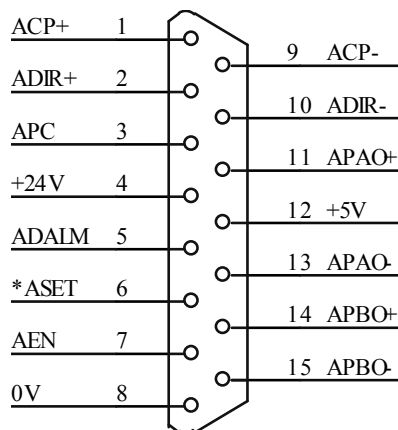 ACP+ 1
9 ACP-
ADIR+ 2
10 ADIR-
APC 3
11 APAO+
+24V 4
12 +5V
ADALM 5
13 APAO-
*ASET 6
14 APBO+
AEN 7
15 APBO-
0V 8